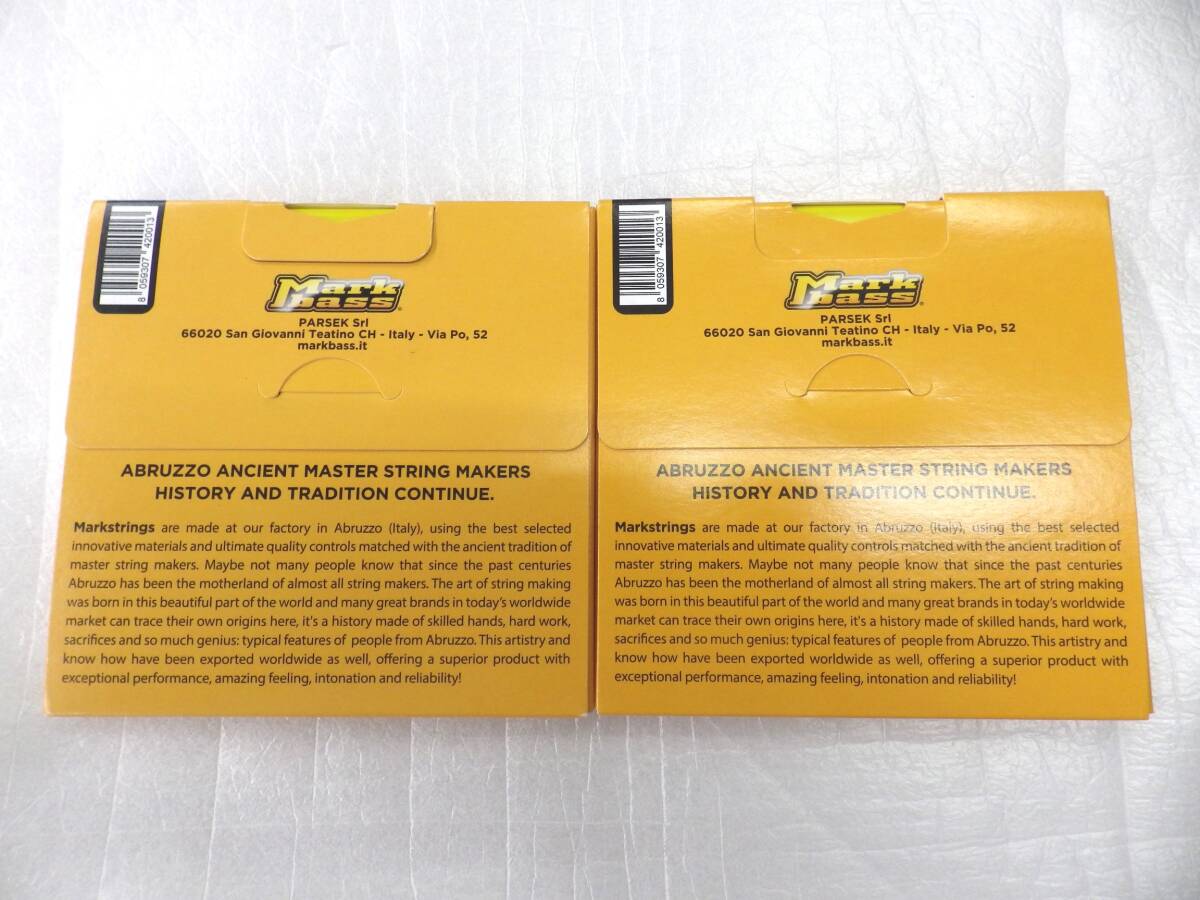 8 059307 420013
Mark
bass
PARSEK Srl
66020 San Giovanni Teatino CH - Italy - Via Po, 52
markbass.it
ABRUZZO ANCIENT MASTER STRING MAKERS
HISTORY AND TRADITION CONTINUE.
Markstrings are made at our factory in Abruzzo (Italy), using the best selected
innovative materials and ultimate quality controls matched with the ancient tradition of
master string makers. Maybe not many people know that since the past centuries
Abruzzo has been the motherland of almost all string makers. The art of string making
was born in this beautiful part of the world and many great brands in today's worldwide
market can trace their own origins here, it's a history made of skilled hands, hard work,
sacrifices and so much genius: typical features of people from Abruzzo. This artistry and
know how have been exported worldwide as well, offering a superior product with
exceptional performance, amazing feeling, intonation and reliability!
8 059307 420013
Mark
bass
PARSEK Srl
66020 San Giovanni Teatino CH - Italy - Via Po, 52
markbass.it
ABRUZZO ANCIENT MASTER STRING MAKERS
HISTORY AND TRADITION CONTINUE.
Markstrings are made at our factory in Abruzzo (Italy), using the best selected
innovative materials and ultimate quality controls matched with the ancient tradition of
master string makers. Maybe not many people know that since the past centuries
Abruzzo has been the motherland of almost all string makers. The art of string making
was born in this beautiful part of the world and many great brands in today's worldwide
market can trace their own origins here, it's a history made of skilled hands, hard work,
sacrifices and so much genius: typical features of people from Abruzzo. This artistry and
know how have been exported worldwide as well, offering a superior product with
exceptional performance, amazing feeling, intonation and reliability!